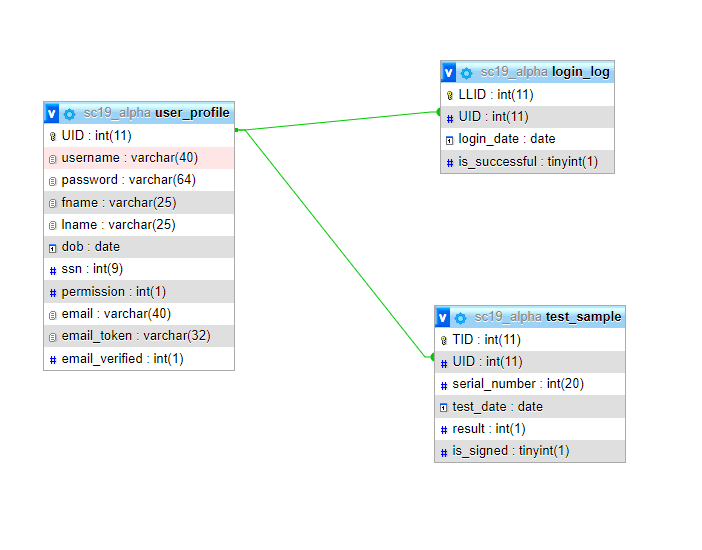 v sc19_alpha user_profile
UID : int(11)
username : varchar(40)
password : varchar(64)
fname : varchar(25)
lname : varchar(25)
dob : date
# ssn : int(9)
# permission : int(1)
email : varchar(40)
email_token : varchar(32)
# email_verified : int(1)
v sc19_alpha login_log
LLID : int(11)
# UID : int(11)
login_date : date
# is_successful : tinyint(1)
v sc19_alpha test_sample
TID : int(11)
# UID : int(11)
# serial_number : int(20)
test_date : date
# result : int(1)
# is_signed : tinyint(1)